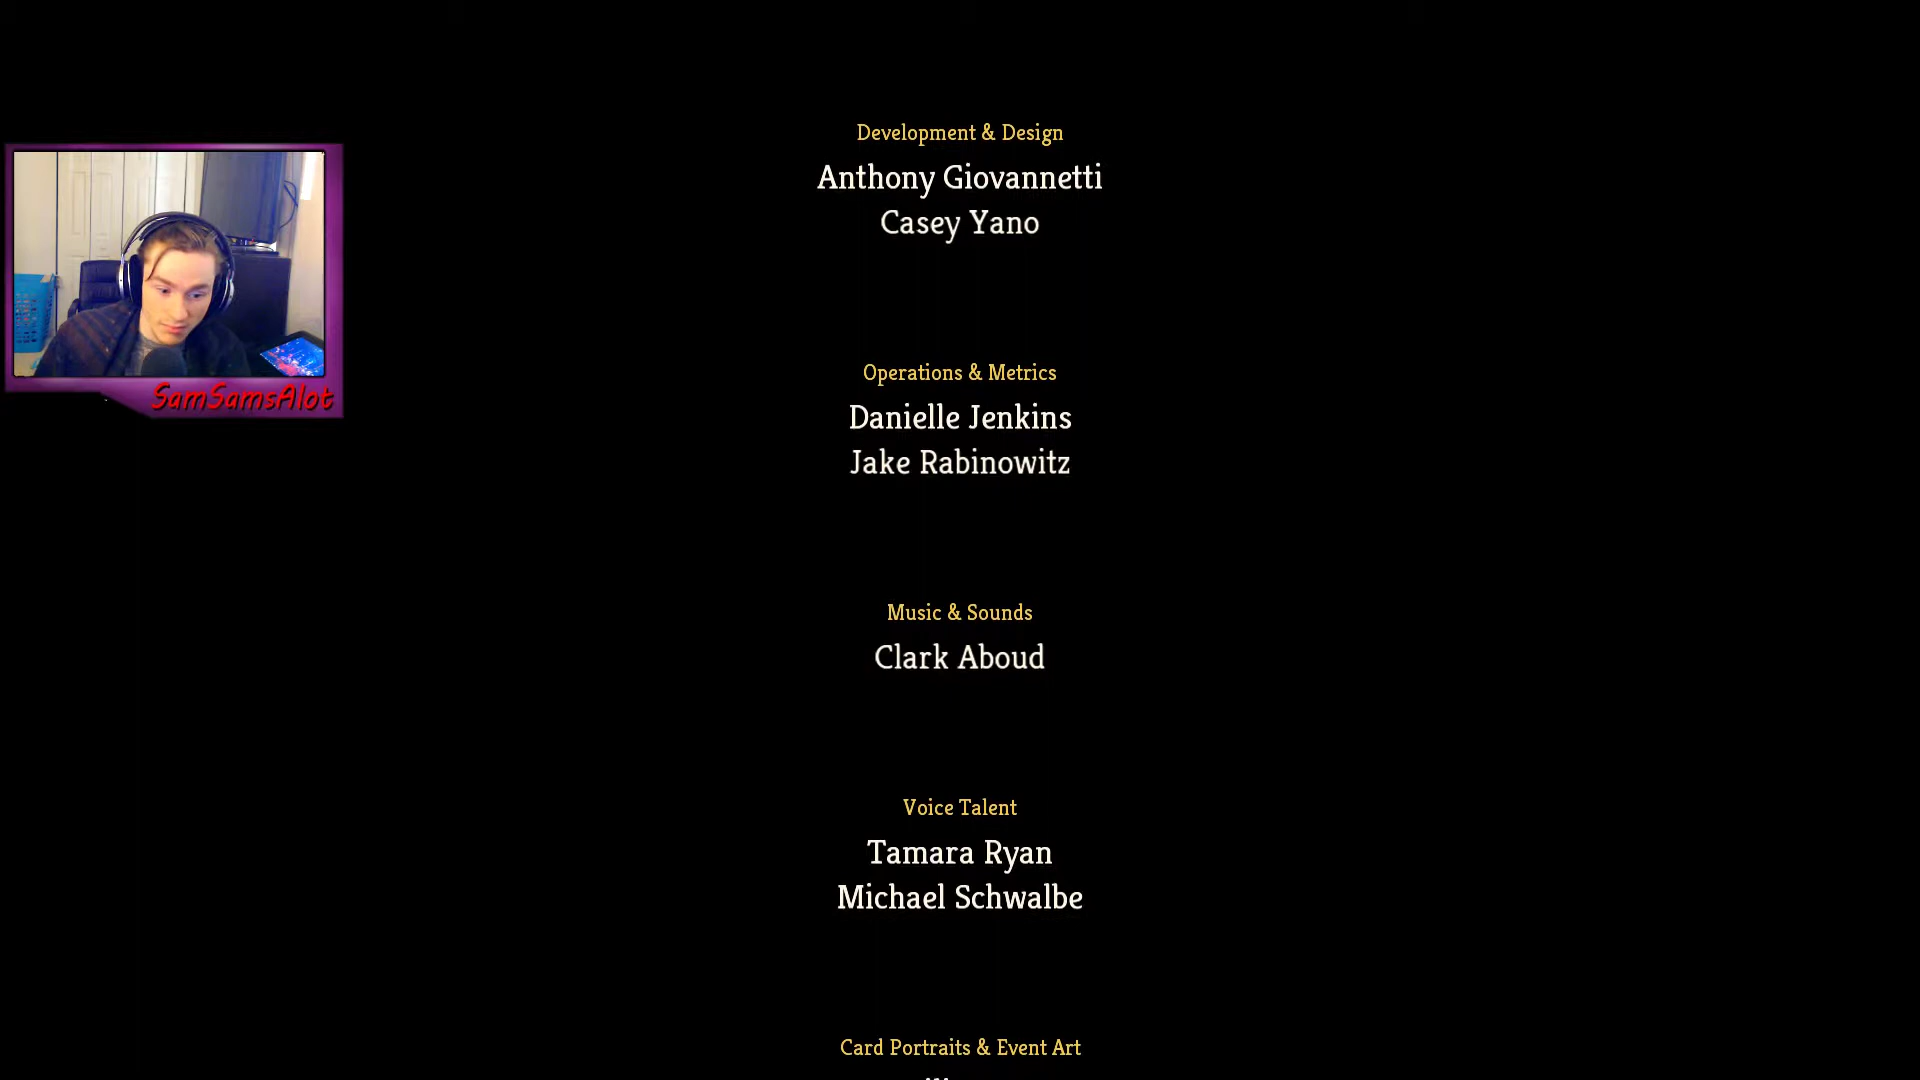 Development & Design
Anthony Giovannetti
Casey Yano
SamSamsAlot
Operations & Metrics
Danielle Jenkins
Jake Rabinowitz
Music & Sounds
Clark Aboud
Voice Talent
Tamara Ryan
Michael Schwalbe
Card Portraits & Event Art